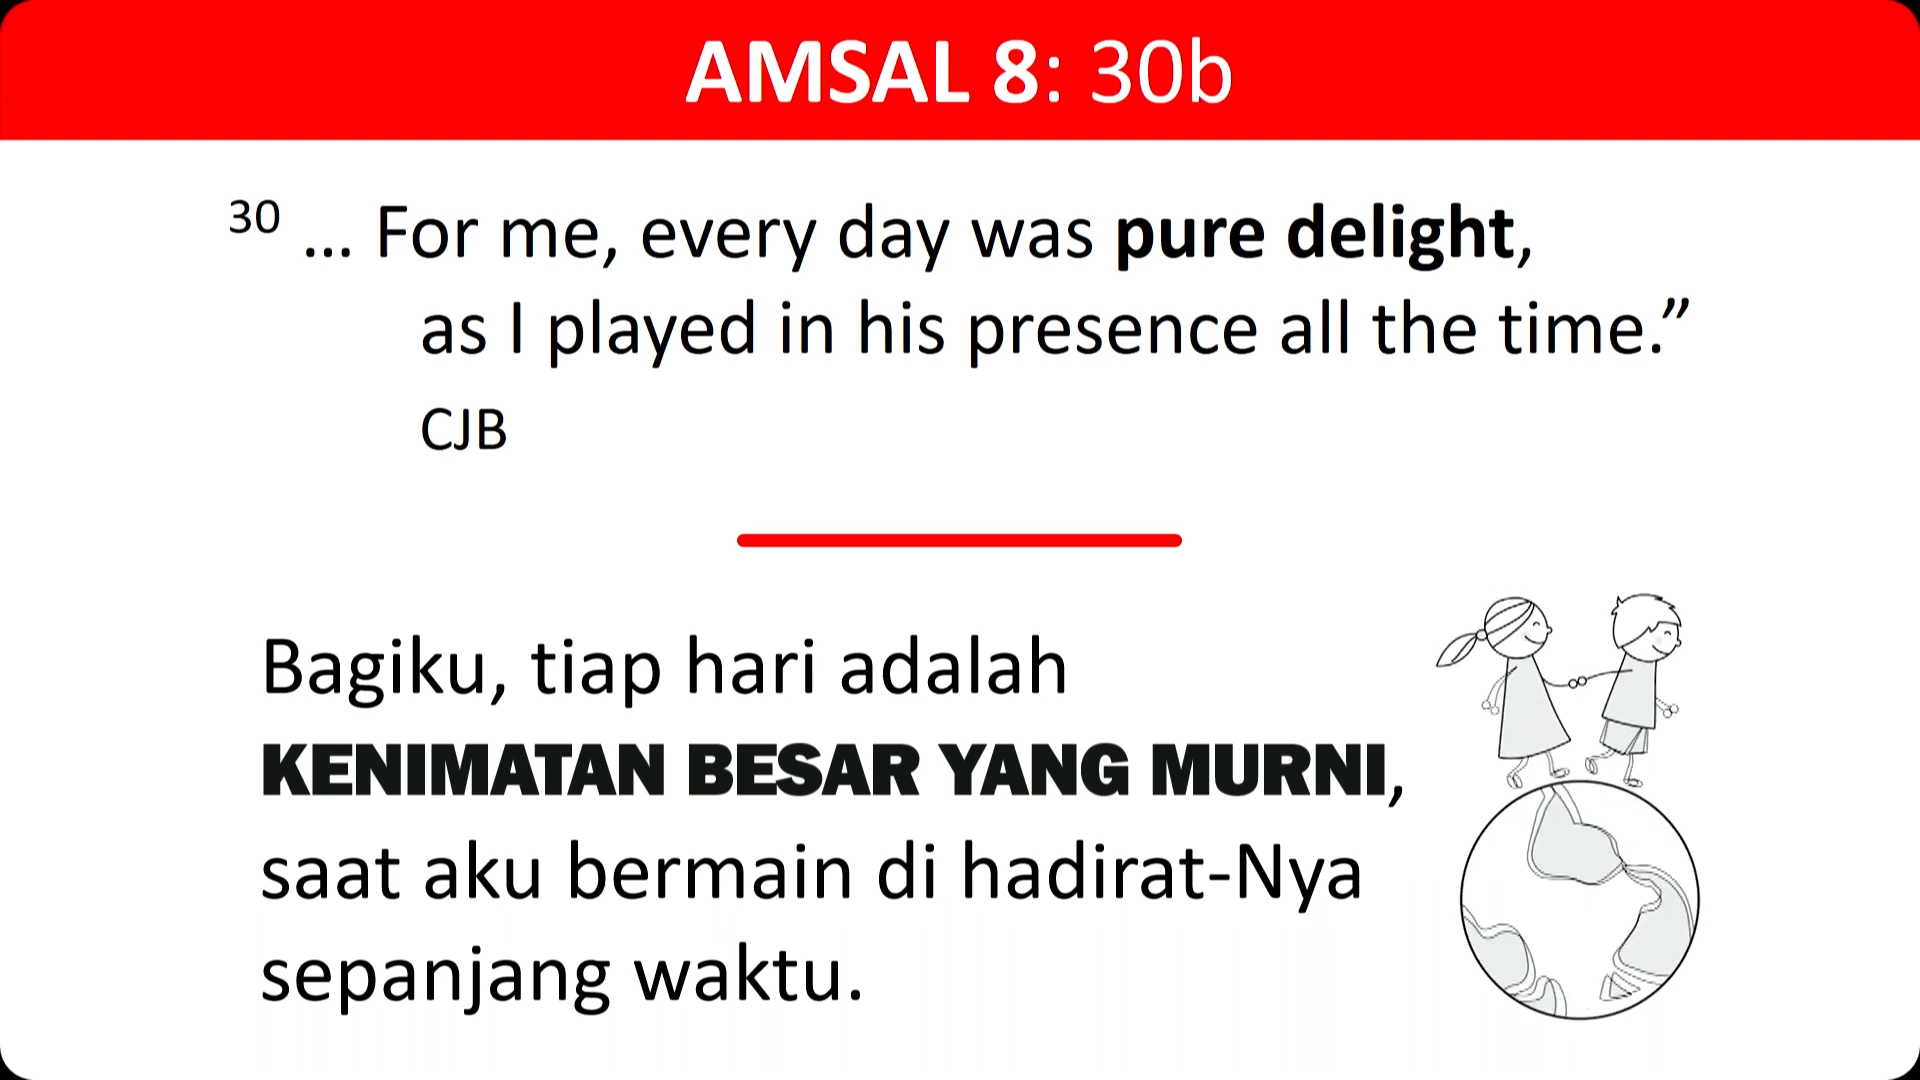 AMSAL 8: 30b
30 ... For me, every day was pure delight,
as I played in his presence all the time.”
CJB
Bagiku, tiap hari adalah
KENIMATAN BESAR YANG MURNI,
saat aku bermain di hadirat-Nya
sepanjang waktu.